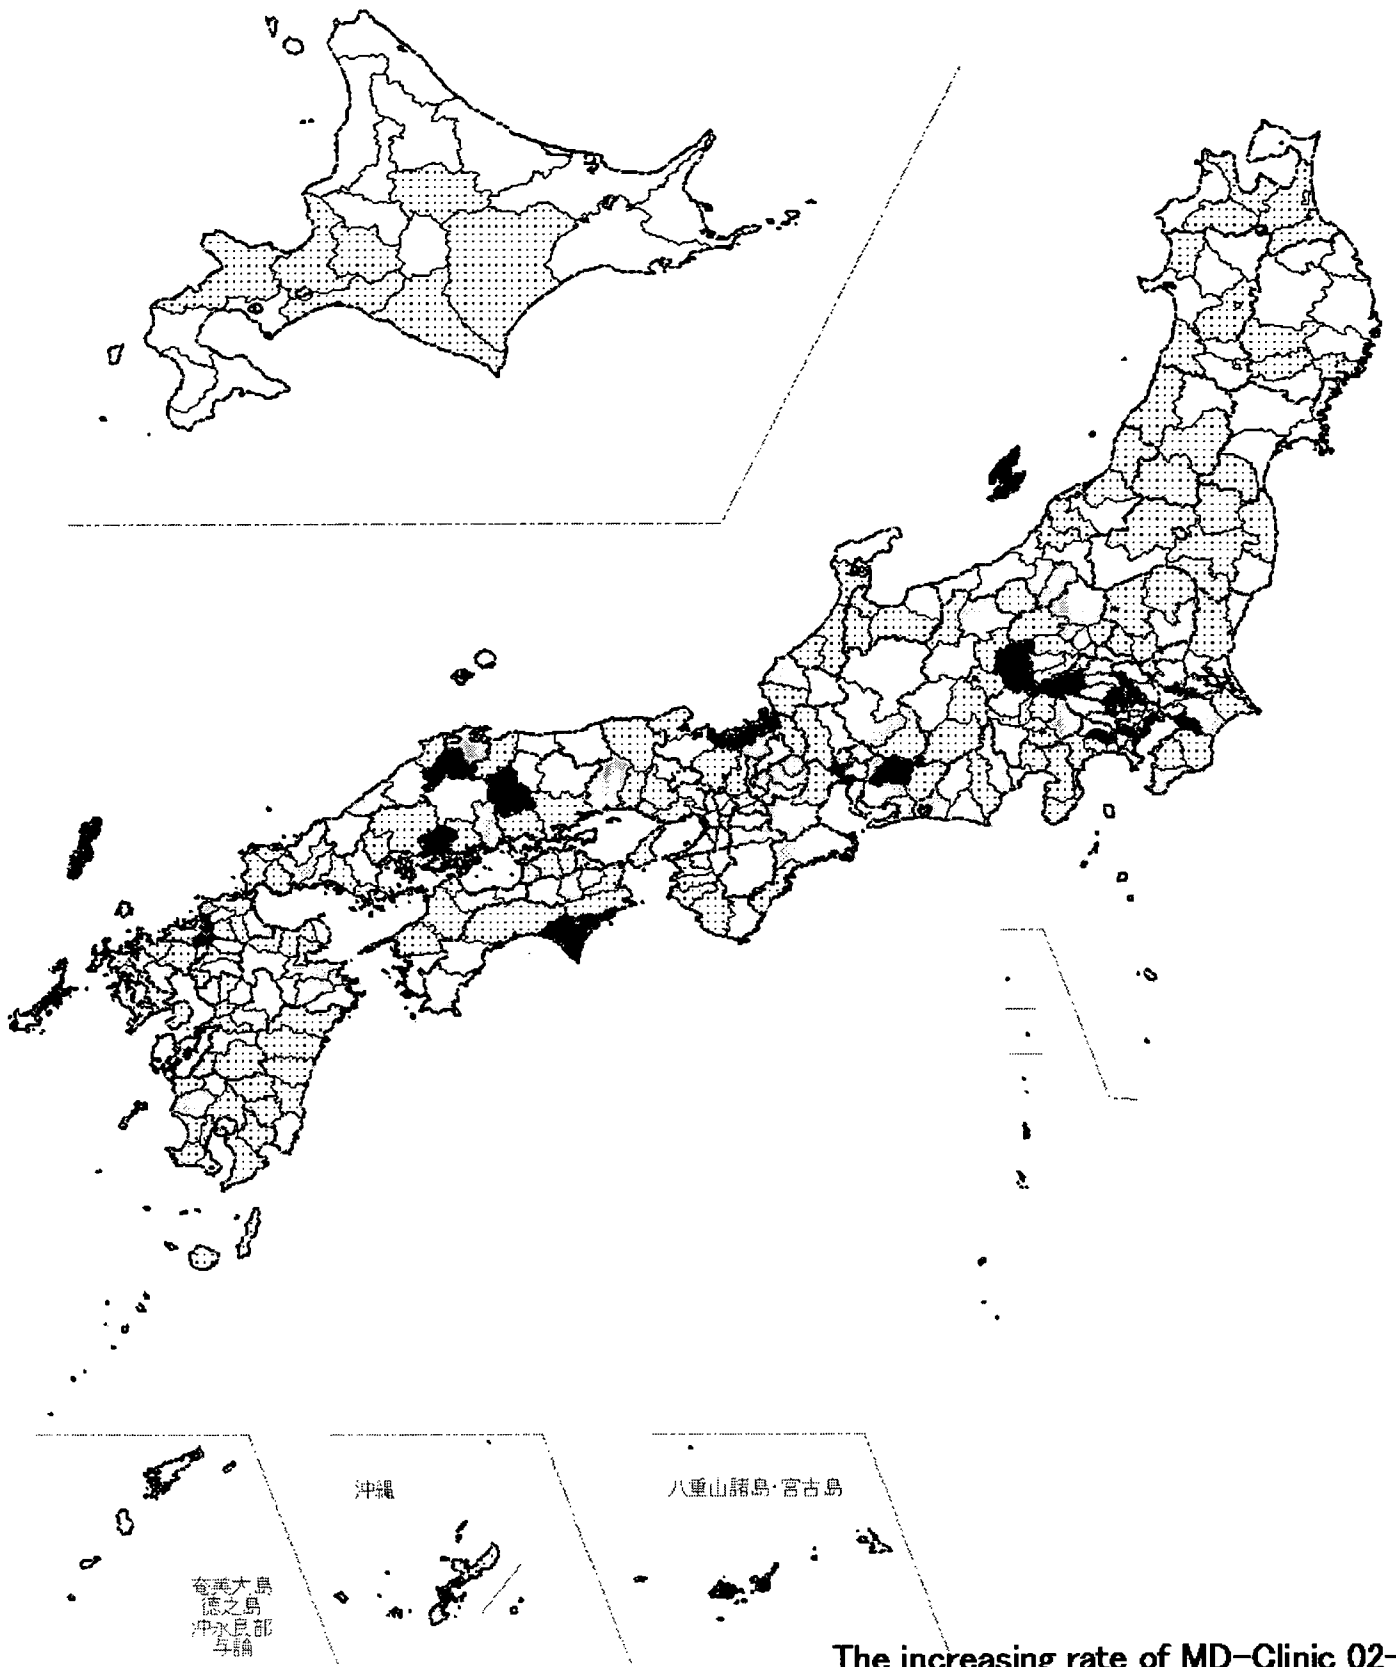 沖縄
八重山諸島・宮古島
奄美大島
徳之島
沖永良部
与論
The increasing rate of MD-Clinic 02-